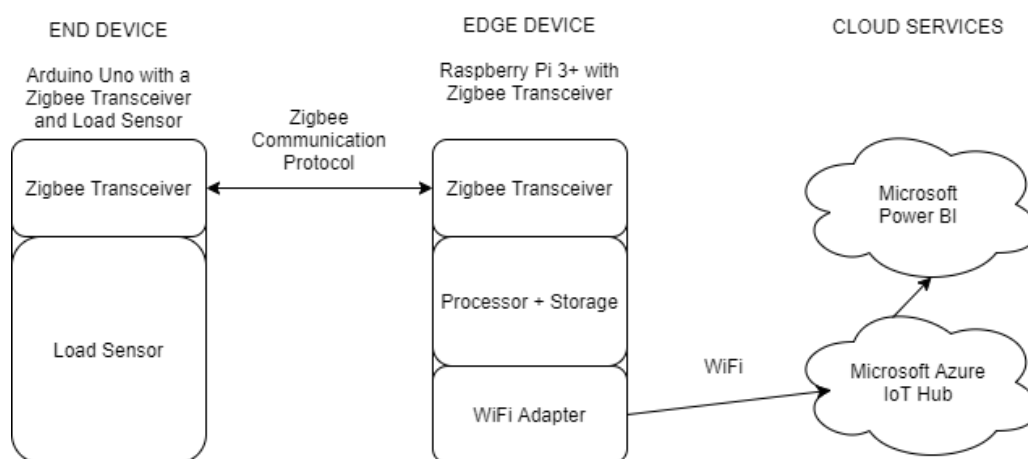 END DEVICE
Arduino Uno with a
Zigbee Transceiver
and Load Sensor
Zigbee Transceiver
Load Sensor
Zigbee
Communication
Protocol
EDGE DEVICE
Raspberry Pi 3+ with
Zigbee Transceiver
Zigbee Transceiver
Processor + Storage
WiFi Adapter
WiFi
CLOUD SERVICES
Microsoft
Power BI
Microsoft Azure
IoT Hub